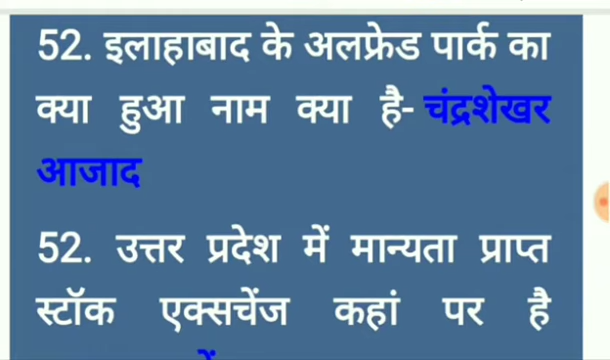 52. इलाहाबाद के अलफ्रेड पार्क का
क्या हुआ नाम क्या है- चंद्रशेखर
आजाद
52. उत्तर प्रदेश में मान्यता प्राप्त
स्टॉक एक्सचेंज कहां पर है